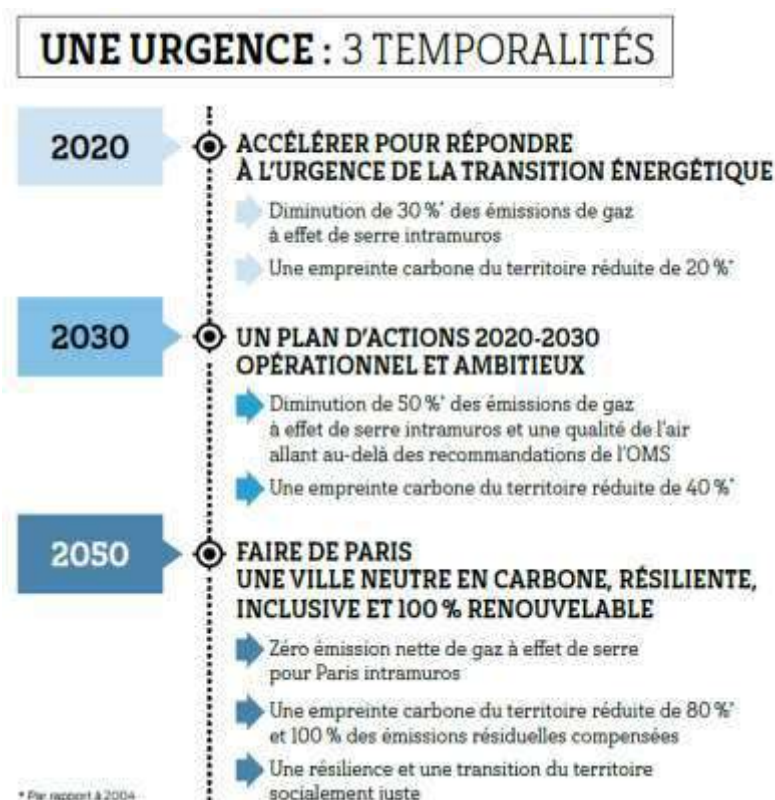 UNE URGENCE : 3 TEMPORALITÉS
2020
ACCÉLÉRER POUR RÉPONDRE
À L'URGENCE DE LA TRANSITION ÉNERGÉTIQUE
Diminution de 30 %* des émissions de gaz
à effet de serre intramuros
Une empreinte carbone du territoire réduite de 20 %*
2030
UN PLAN D'ACTIONS 2020-2030
OPÉRATIONNEL ET AMBITIEUX
Diminution de 50 %* des émissions de gaz
à effet de serre intramuros et une qualité de l'air
allant au-delà des recommandations de l'OMS
Une empreinte carbone du territoire réduite de 40 %*
2050
FAIRE DE PARIS
UNE VILLE NEUTRE EN CARBONE, RÉSILIENTE,
INCLUSIVE ET 100 % RENOUVELABLE
Zéro émission nette de gaz à effet de serre
pour Paris intramuros
Une empreinte carbone du territoire réduite de 80 %*
et 100 % des émissions résiduelles compensées
Une résilience et une transition du territoire
socialement juste
* Par rapport à 2004